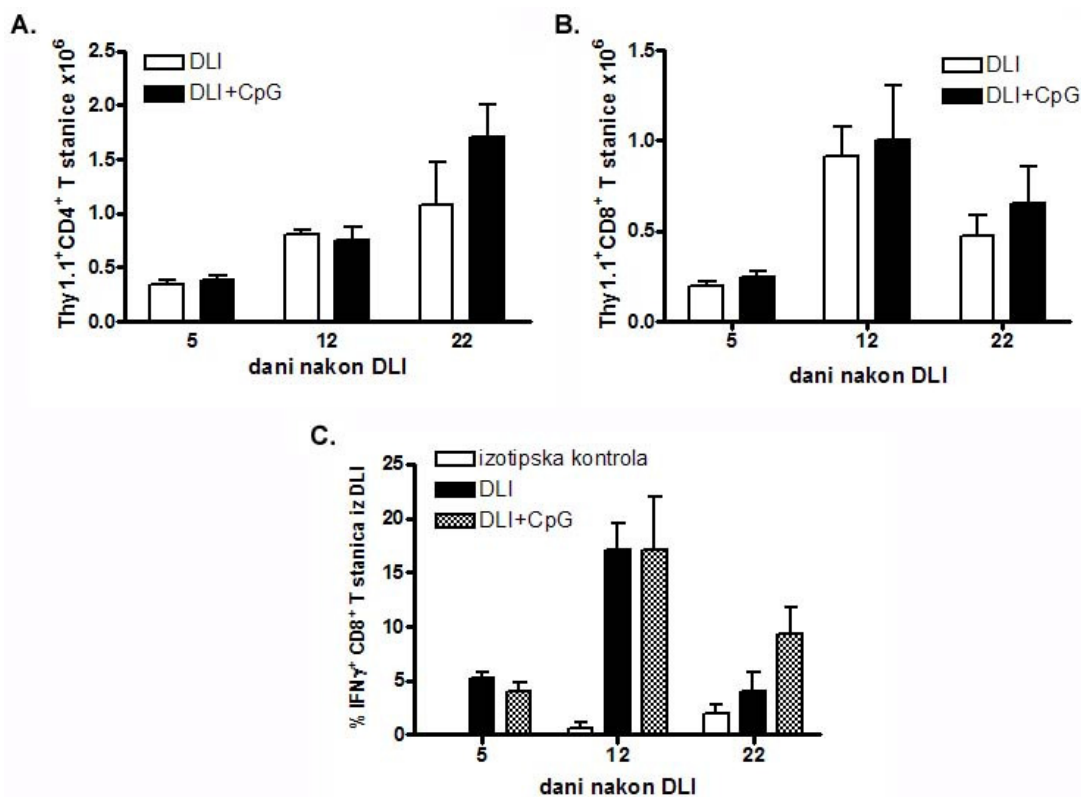 A.
Thy1.1⁺CD4⁺ T stanice x10⁶
2.5
2.0
1.5
1.0
0.5
0.0
DLI
DLI+CpG
5 12 22
dani nakon DLI
B.
Thy1.1⁺CD8⁺ T stanice x10⁶
1.5
1.0
0.5
0.0
DLI
DLI+CpG
5 12 22
dani nakon DLI
C.
% IFNγ⁺ CD8⁺ T stanica iz DLI
25
20
15
10
5
0
izotipska kontrola
DLI
DLI+CpG
5 12 22
dani nakon DLI